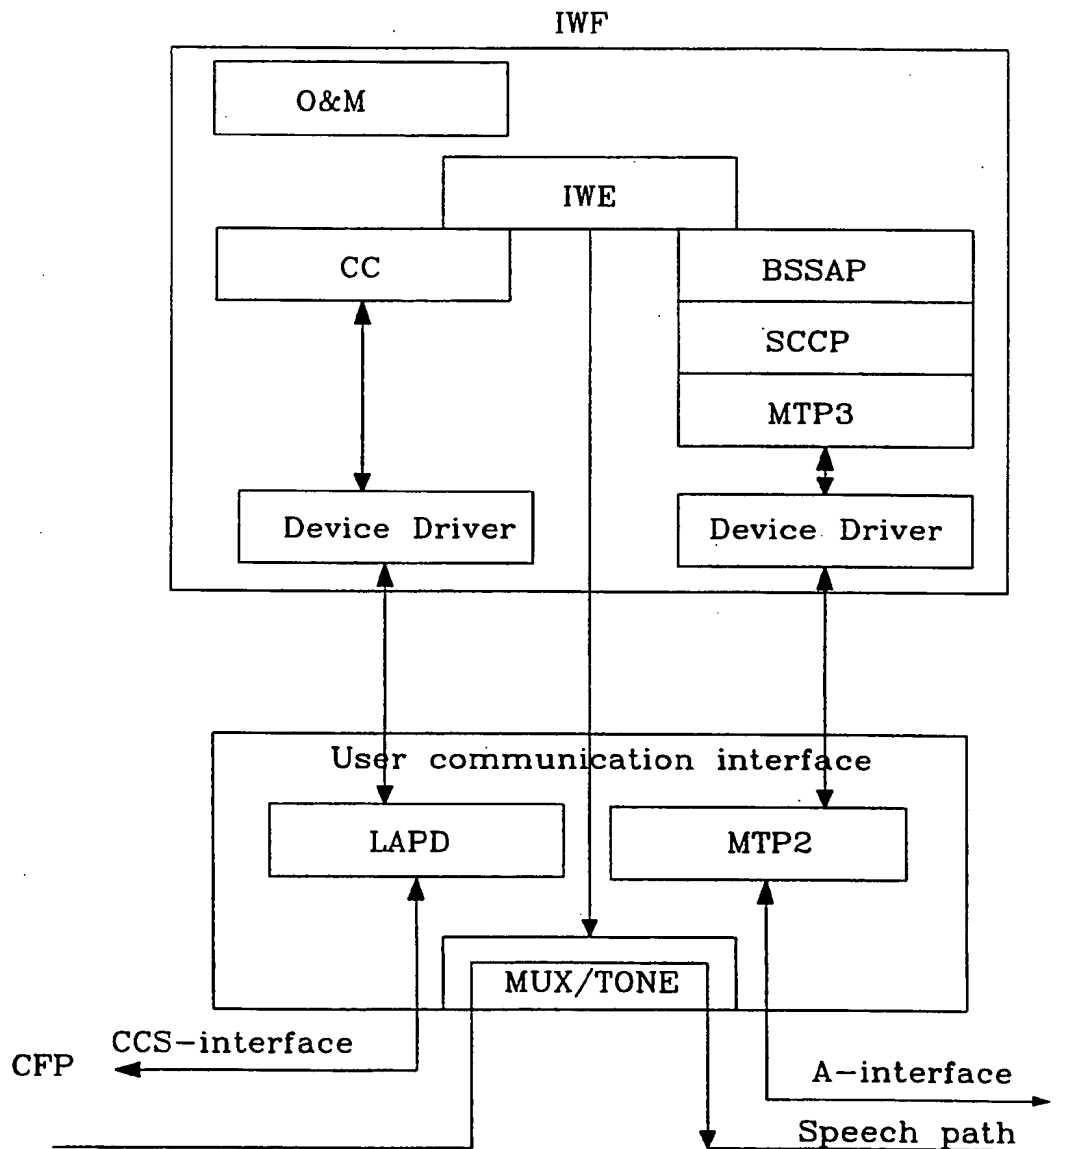 IWF
O&M
IWE
CC
BSSAP
SCCP
MTP3
Device Driver
Device Driver
User communication interface
LAPD
MTP2
MUX/TONE
CCS-interface
CFP
A-interface
Speech path